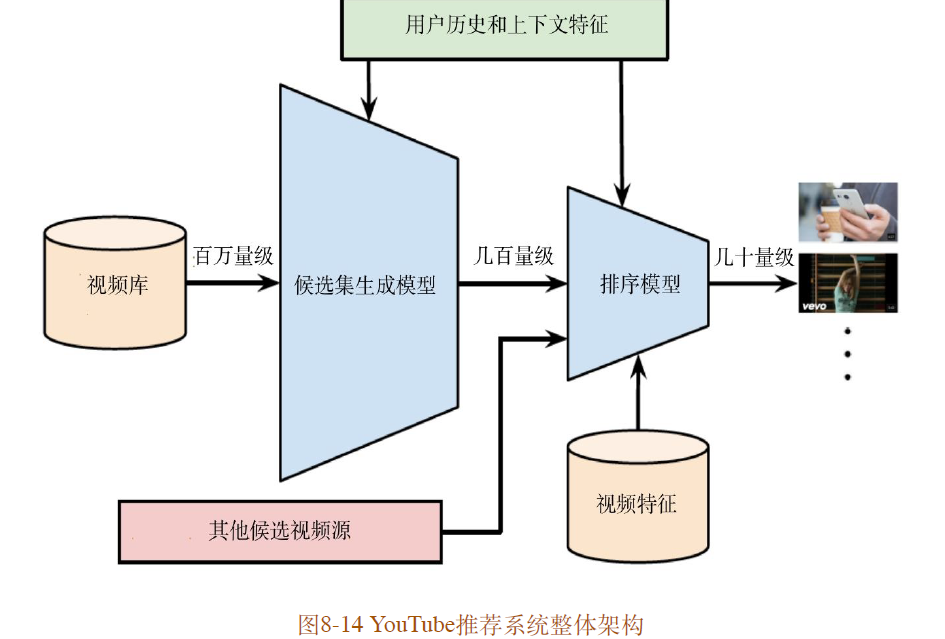 用户历史和上下文特征
百万量级
几百量级
几十量级
视频库
候选集生成模型
排序模型
vevo
视频特征
其他候选视频源
图8-14 YouTube推荐系统整体架构